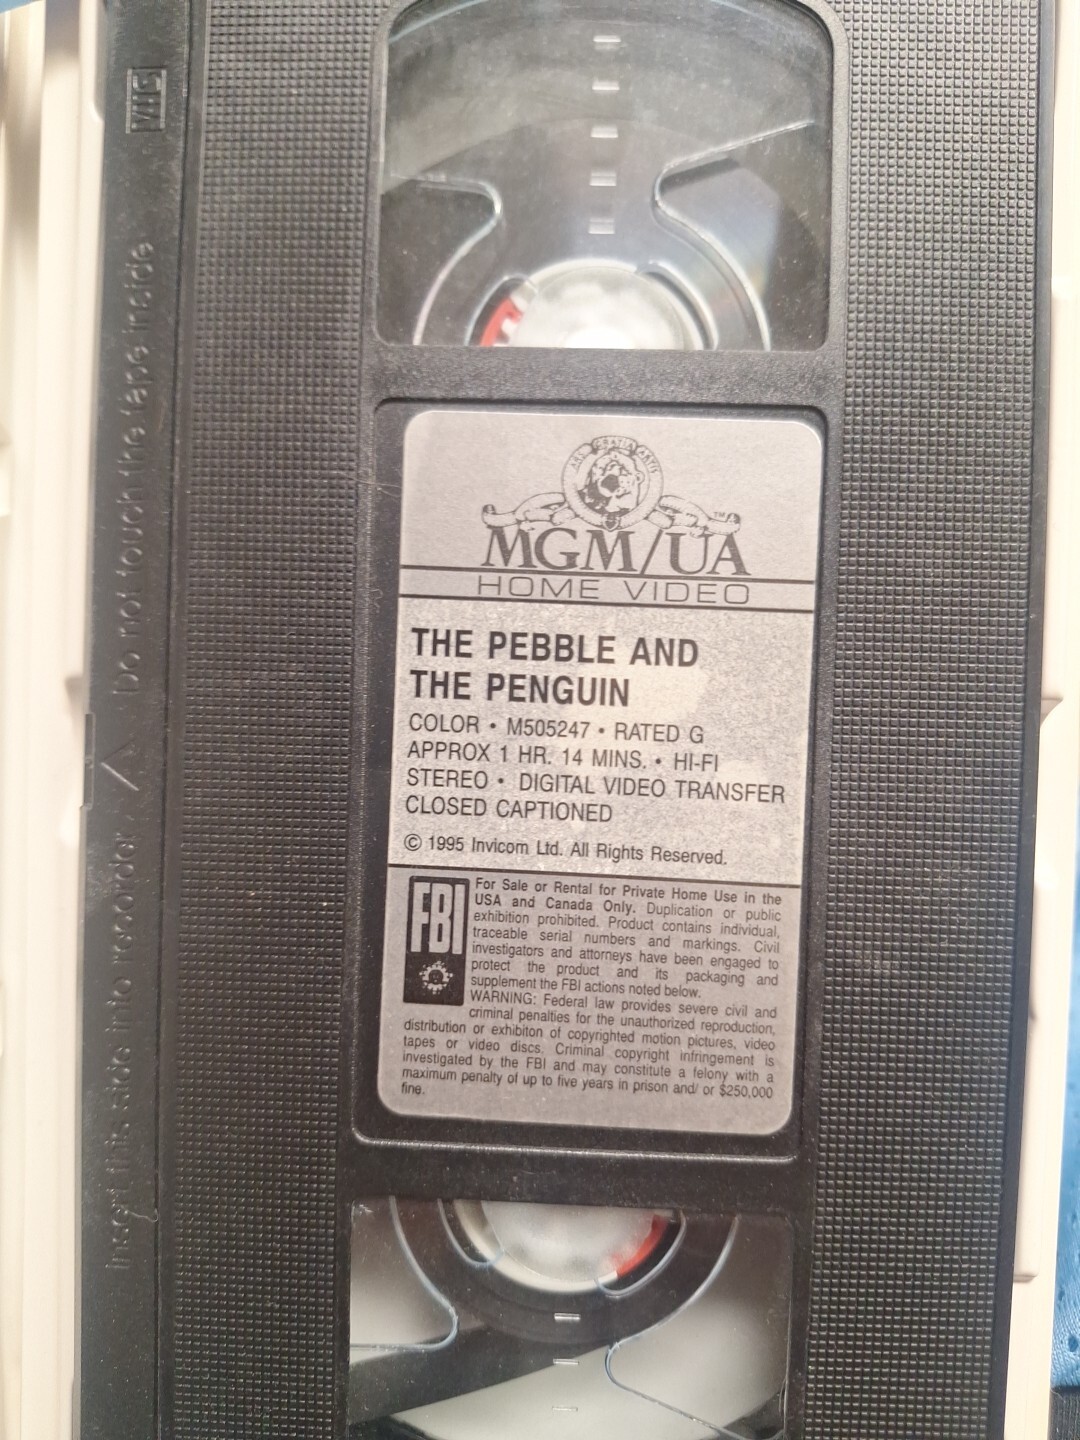 VHS
Do not touch the tape inside
Insert this side into recorder
ARS GRATIA ARTIS
TM
MGM/UA
HOME VIDEO
THE PEBBLE AND
THE PENGUIN
COLOR • M505247 • RATED G
APPROX 1 HR. 14 MINS. • HI-FI
STEREO • DIGITAL VIDEO TRANSFER
CLOSED CAPTIONED
© 1995 Invicom Ltd. All Rights Reserved.
FBI
For Sale or Rental for Private Home Use in the
USA and Canada Only. Duplication or public
exhibition prohibited. Product contains individual,
traceable serial numbers and markings. Civil
investigators and attorneys have been engaged to
protect the product and its packaging and
supplement the FBI actions noted below.
WARNING: Federal law provides severe civil and
criminal penalties for the unauthorized reproduction,
distribution or exhibiton of copyrighted motion pictures, video
tapes or video discs. Criminal copyright infringement is
investigated by the FBI and may constitute a felony with a
maximum penalty of up to five years in prison and/ or $250,000
fine.